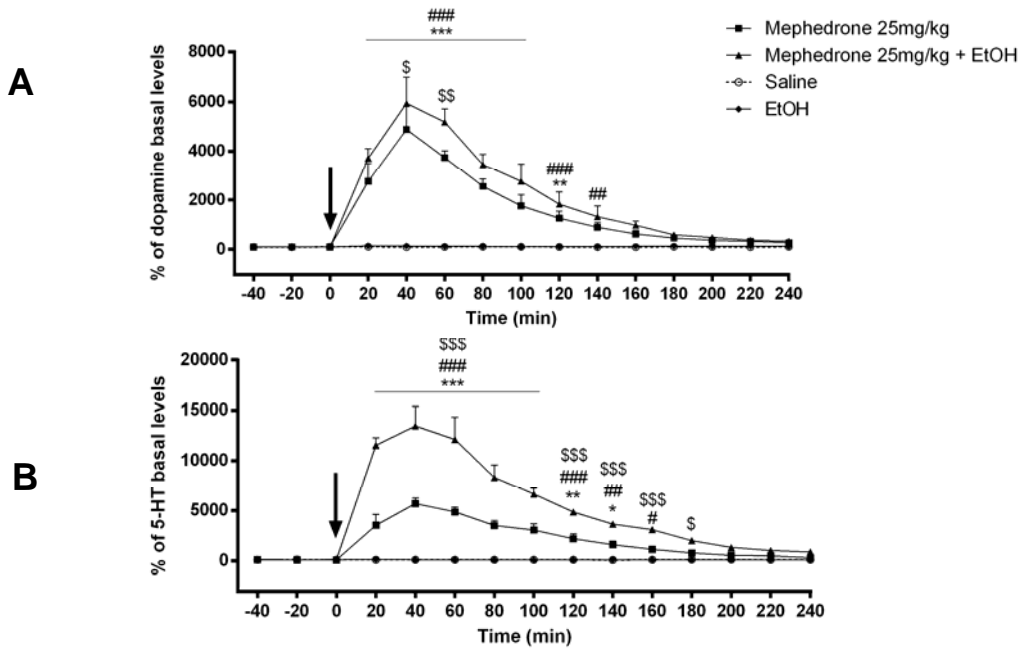 A
###
***
8000
6000
4000
2000
0
% of dopamine basal levels
$
$$
###
**
##
-40 -20 0 20 40 60 80 100 120 140 160 180 200 220 240
Time (min)
Mephedrone 25mg/kg
Mephedrone 25mg/kg + EtOH
Saline
EtOH
B
$$$
###
***
20000
15000
10000
5000
0
% of 5-HT basal levels
$$$
###
**
$$$
##
*
$$$
#
$
-40 -20 0 20 40 60 80 100 120 140 160 180 200 220 240
Time (min)